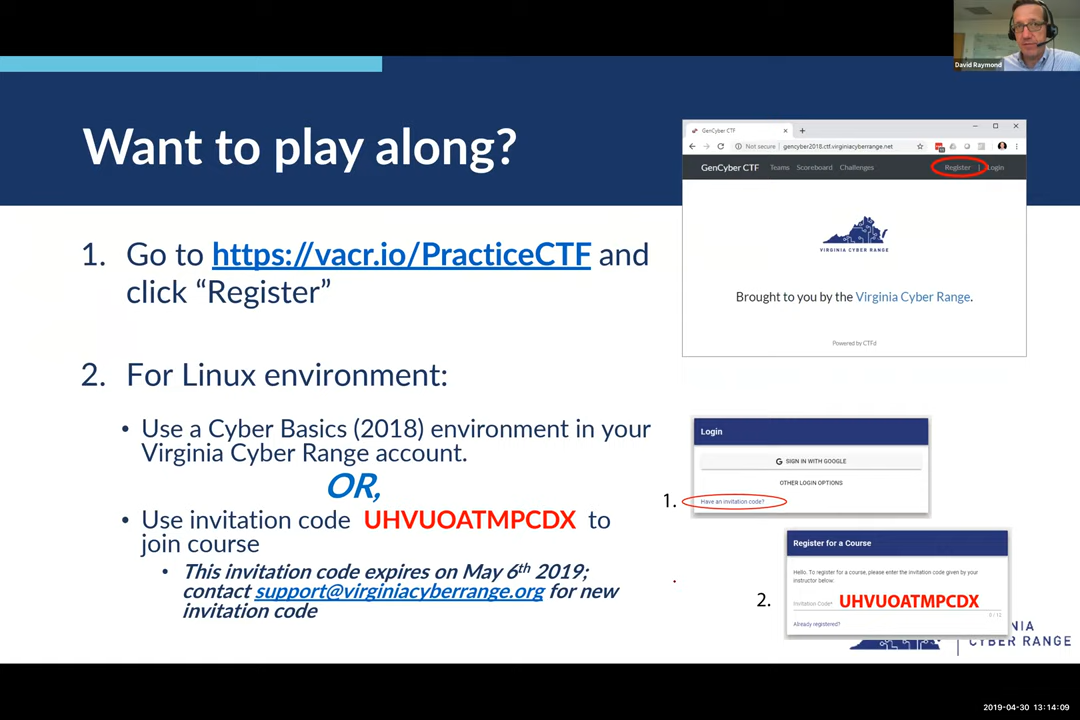 David Raymond
Want to play along?
1. Go to https://vacr.io/PracticeCTF and
click “Register”
2. For Linux environment:
• Use a Cyber Basics (2018) environment in your
Virginia Cyber Range account.
OR,
• Use invitation code UHVUOATMPCDX to
join course
• This invitation code expires on May 6th 2019;
contact support@virginiacyberrange.org for new
invitation code
GenCyber CTF
Not secure | gencyber2018.ctf.virginiacyberrange.net
GenCyber CTF Teams Scoreboard Challenges Register | Login
VIRGINIA CYBER RANGE
Brought to you by the Virginia Cyber Range.
Powered by CTFd
Login
G SIGN IN WITH GOOGLE
OTHER LOGIN OPTIONS
1. Have an invitation code?
Register for a Course
Hello. To register for a course, please enter the invitation code given by your
instructor below.
2. Invitation Code* UHVUOATMPCDX
0 / 12
Already registered?
INIA
CYBER RANGE
2019-04-30 13:14:09